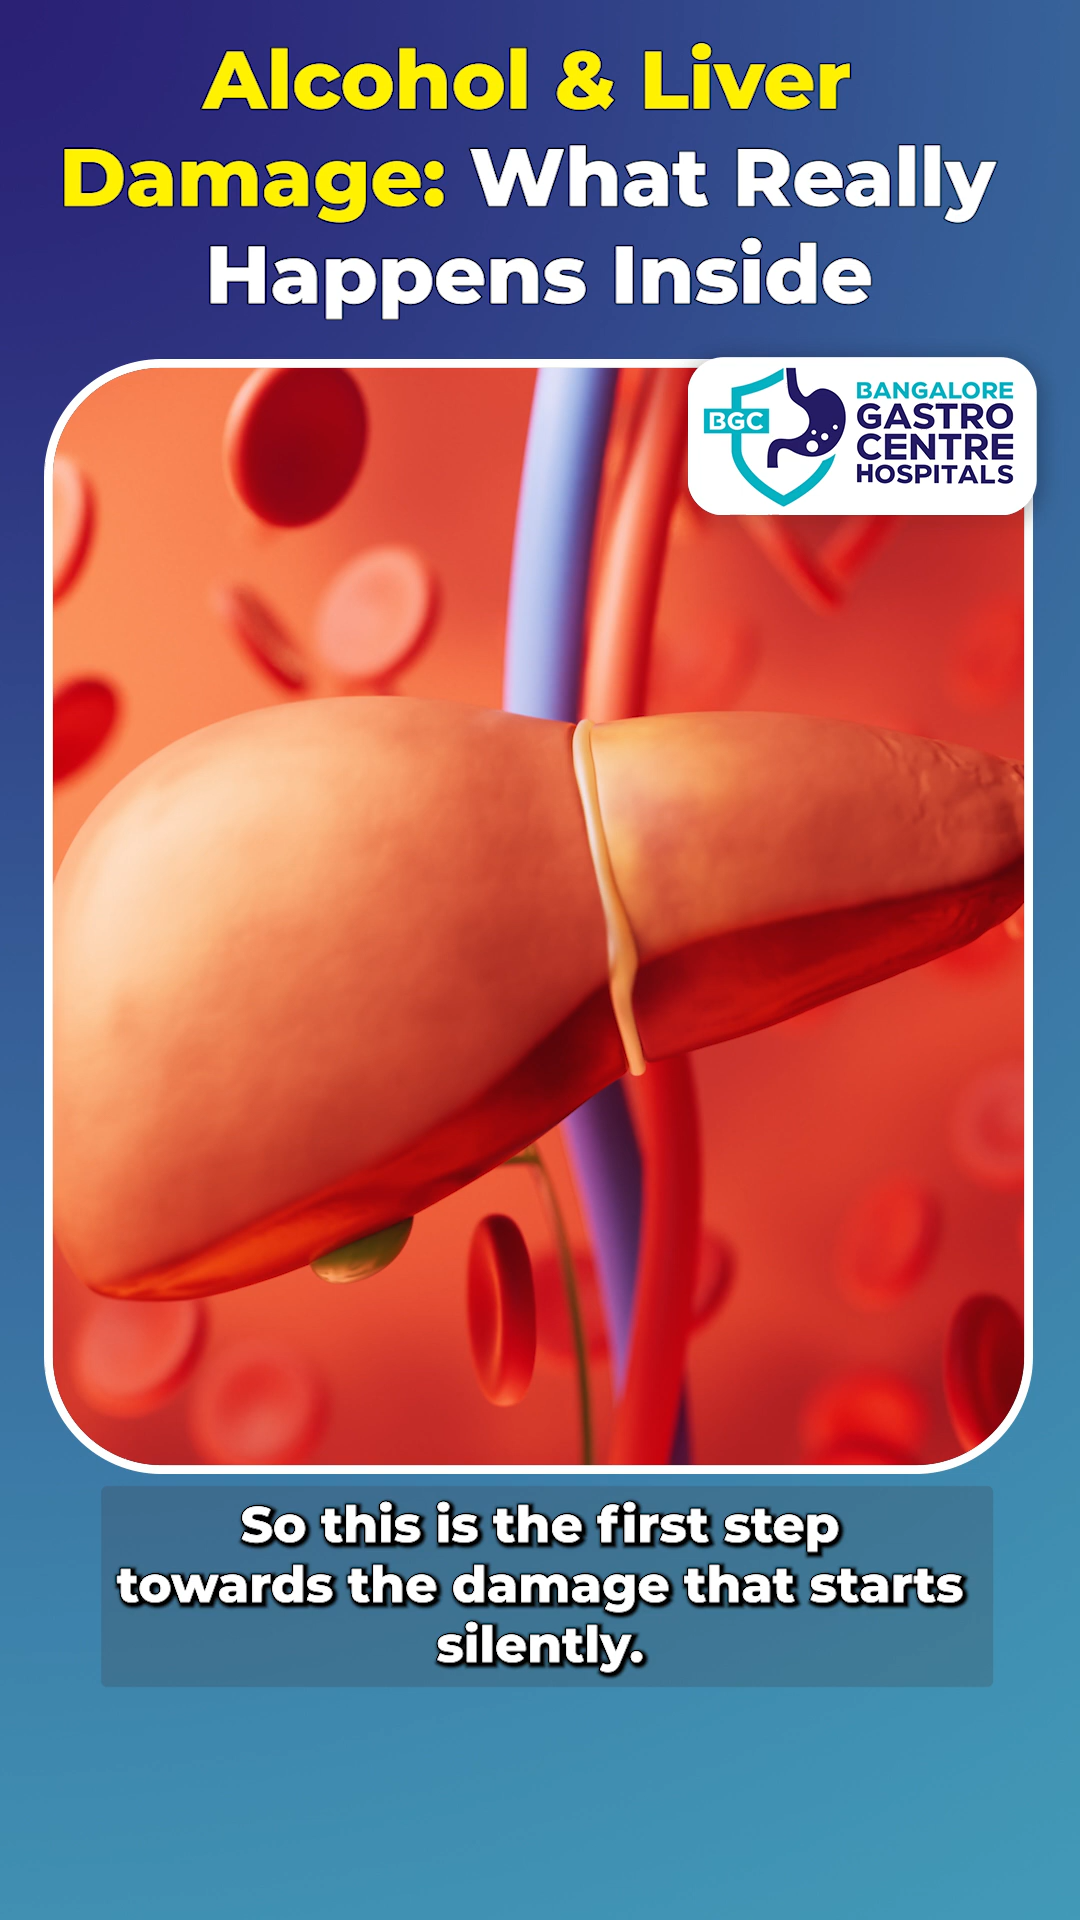 Alcohol & Liver
Damage: What Really
Happens Inside
BGC
BANGALORE
GASTRO
CENTRE
HOSPITALS
So this is the first step
towards the damage that starts
silently.